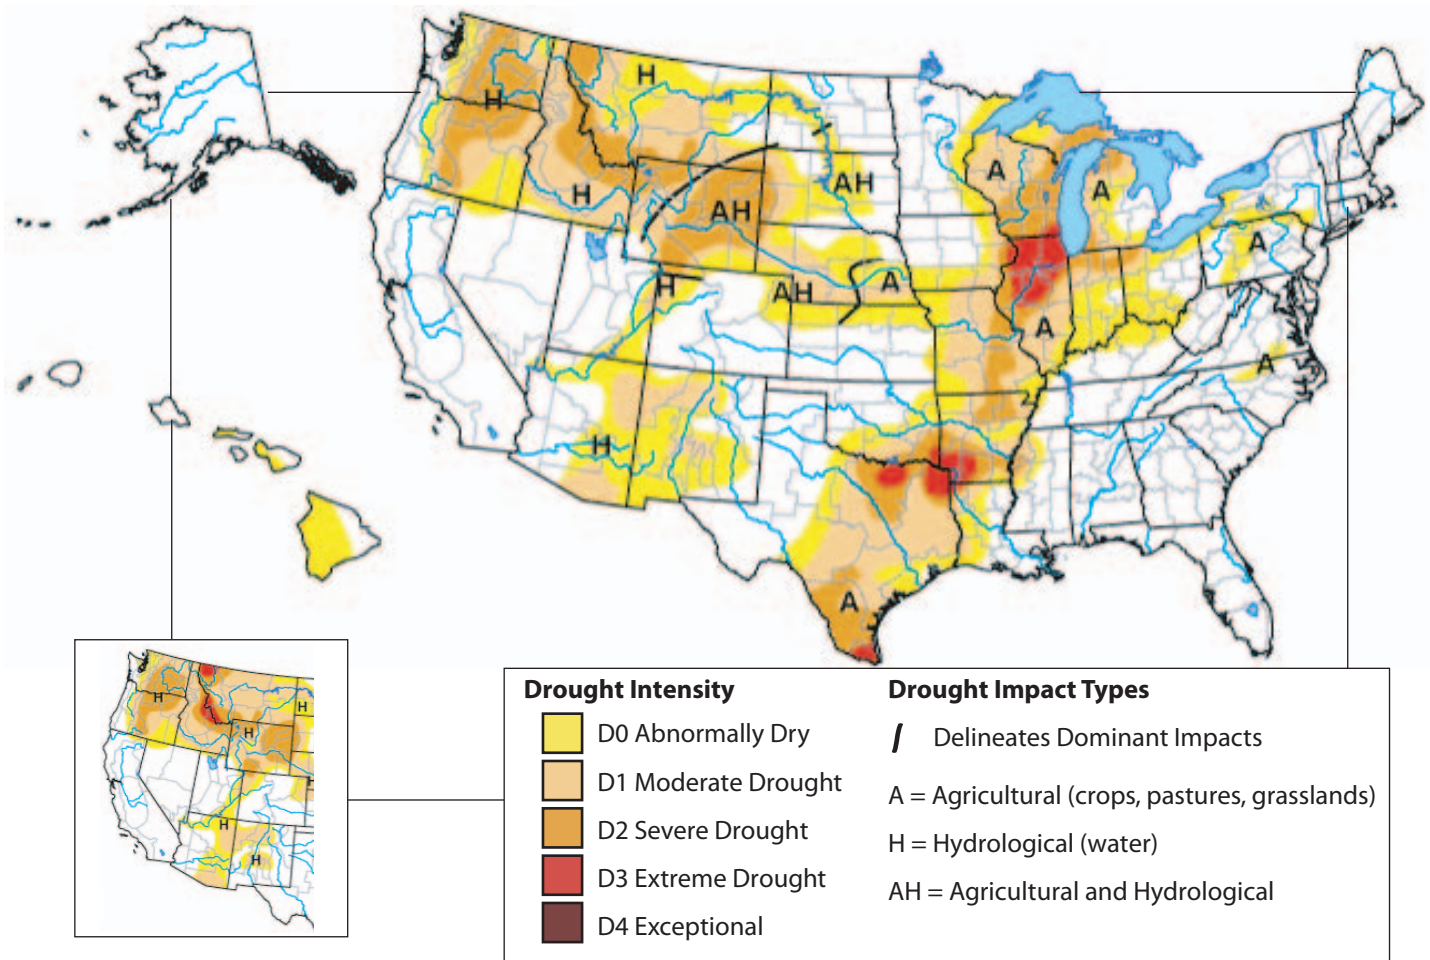 H
H
H
AH
AH
A
A
A
H
AH
A
A
A
H
A
H
H
H
H
H
H
Drought Intensity
D0 Abnormally Dry
D1 Moderate Drought
D2 Severe Drought
D3 Extreme Drought
D4 Exceptional
Drought Impact Types
Delineates Dominant Impacts
A = Agricultural (crops, pastures, grasslands)
H = Hydrological (water)
AH = Agricultural and Hydrological